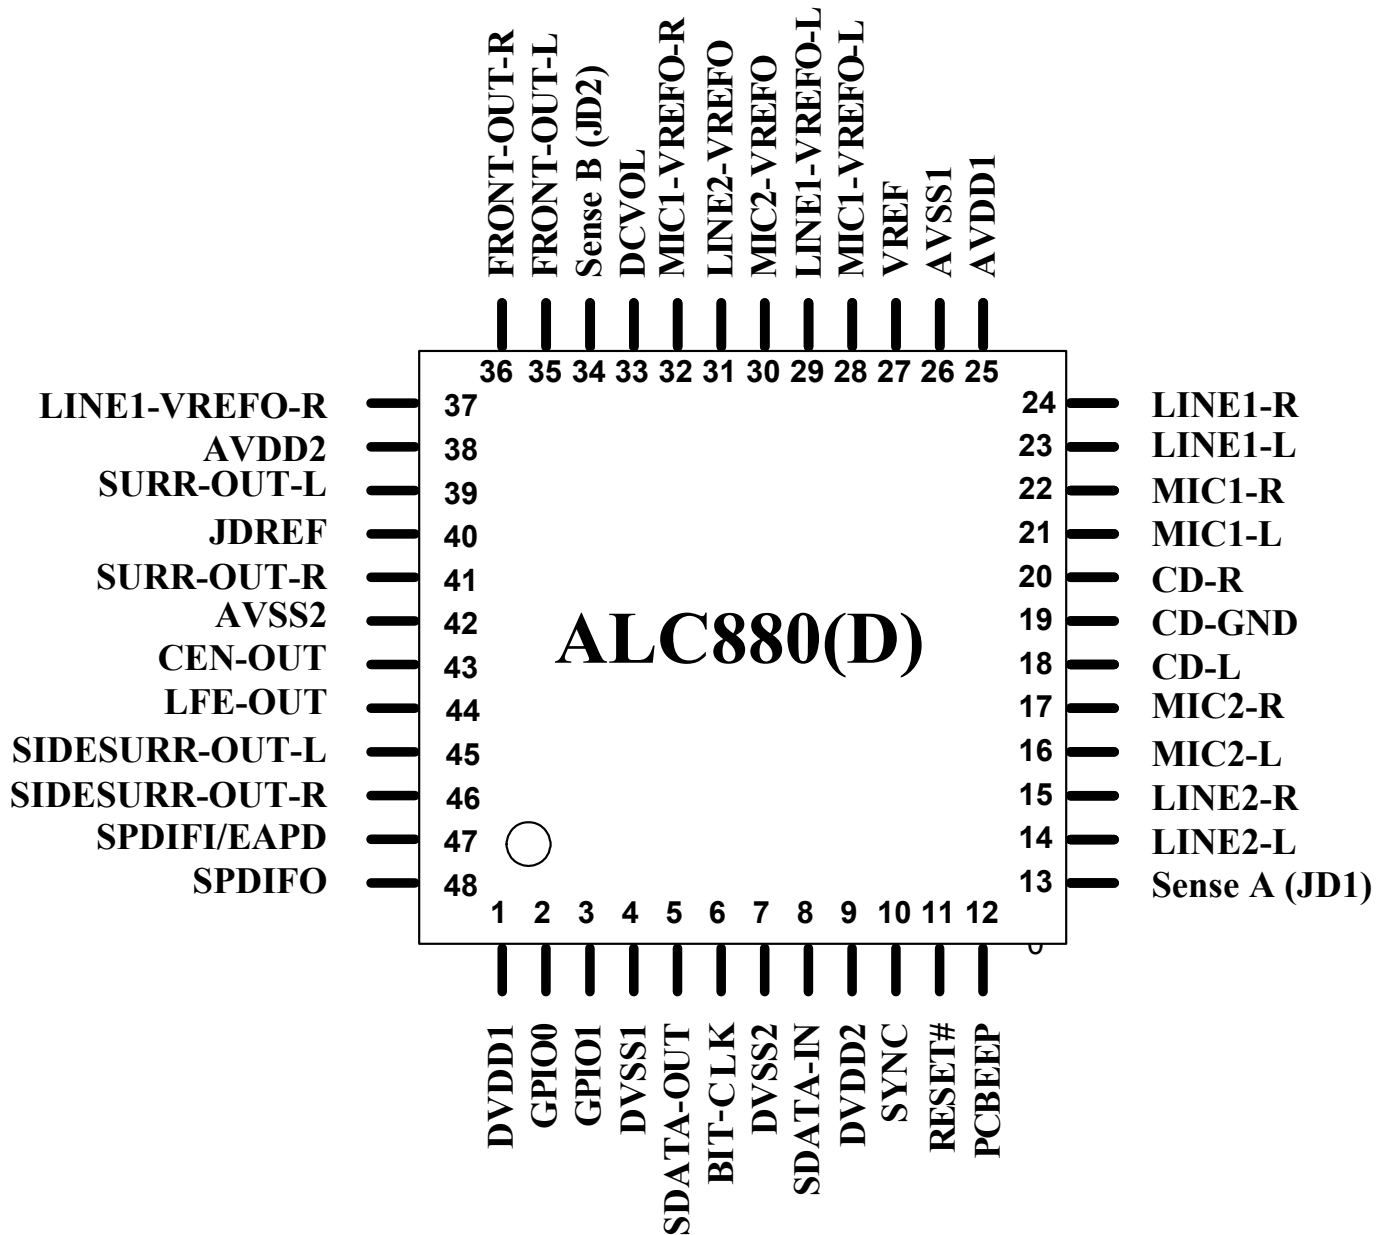 FRONT-OUT-R
FRONT-OUT-L
Sense B (JD2)
DCVOL
MIC1-VREFO-R
LINE2-VREFO
MIC2-VREFO
LINE1-VREFO-L
MIC1-VREFO-L
VREF
AVSS1
AVDD1
36 35 34 33 32 31 30 29 28 27 26 25
LINE1-VREFO-R 37
AVDD2 38
SURR-OUT-L 39
JDREF 40
SURR-OUT-R 41
AVSS2 42
CEN-OUT 43
LFE-OUT 44
SIDESURR-OUT-L 45
SIDESURR-OUT-R 46
SPDIFI/EAPD 47
SPDIFO 48
ALC880(D)
24 LINE1-R
23 LINE1-L
22 MIC1-R
21 MIC1-L
20 CD-R
19 CD-GND
18 CD-L
17 MIC2-R
16 MIC2-L
15 LINE2-R
14 LINE2-L
13 Sense A (JD1)
1 2 3 4 5 6 7 8 9 10 11 12
DVDD1
GPIO0
GPIO1
DVSS1
SDATA-OUT
BIT-CLK
DVSS2
SDATA-IN
DVDD2
SYNC
RESET#
PCBEEP